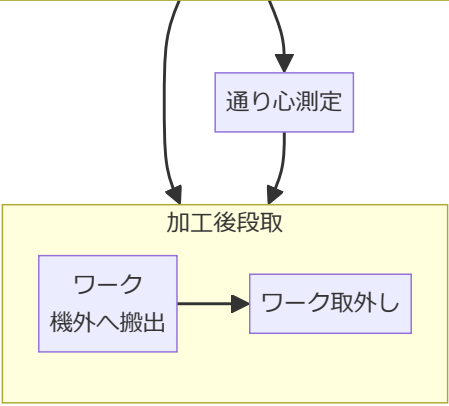 通り心測定
加工後段取
ワーク
機外へ搬出
ワーク取外し